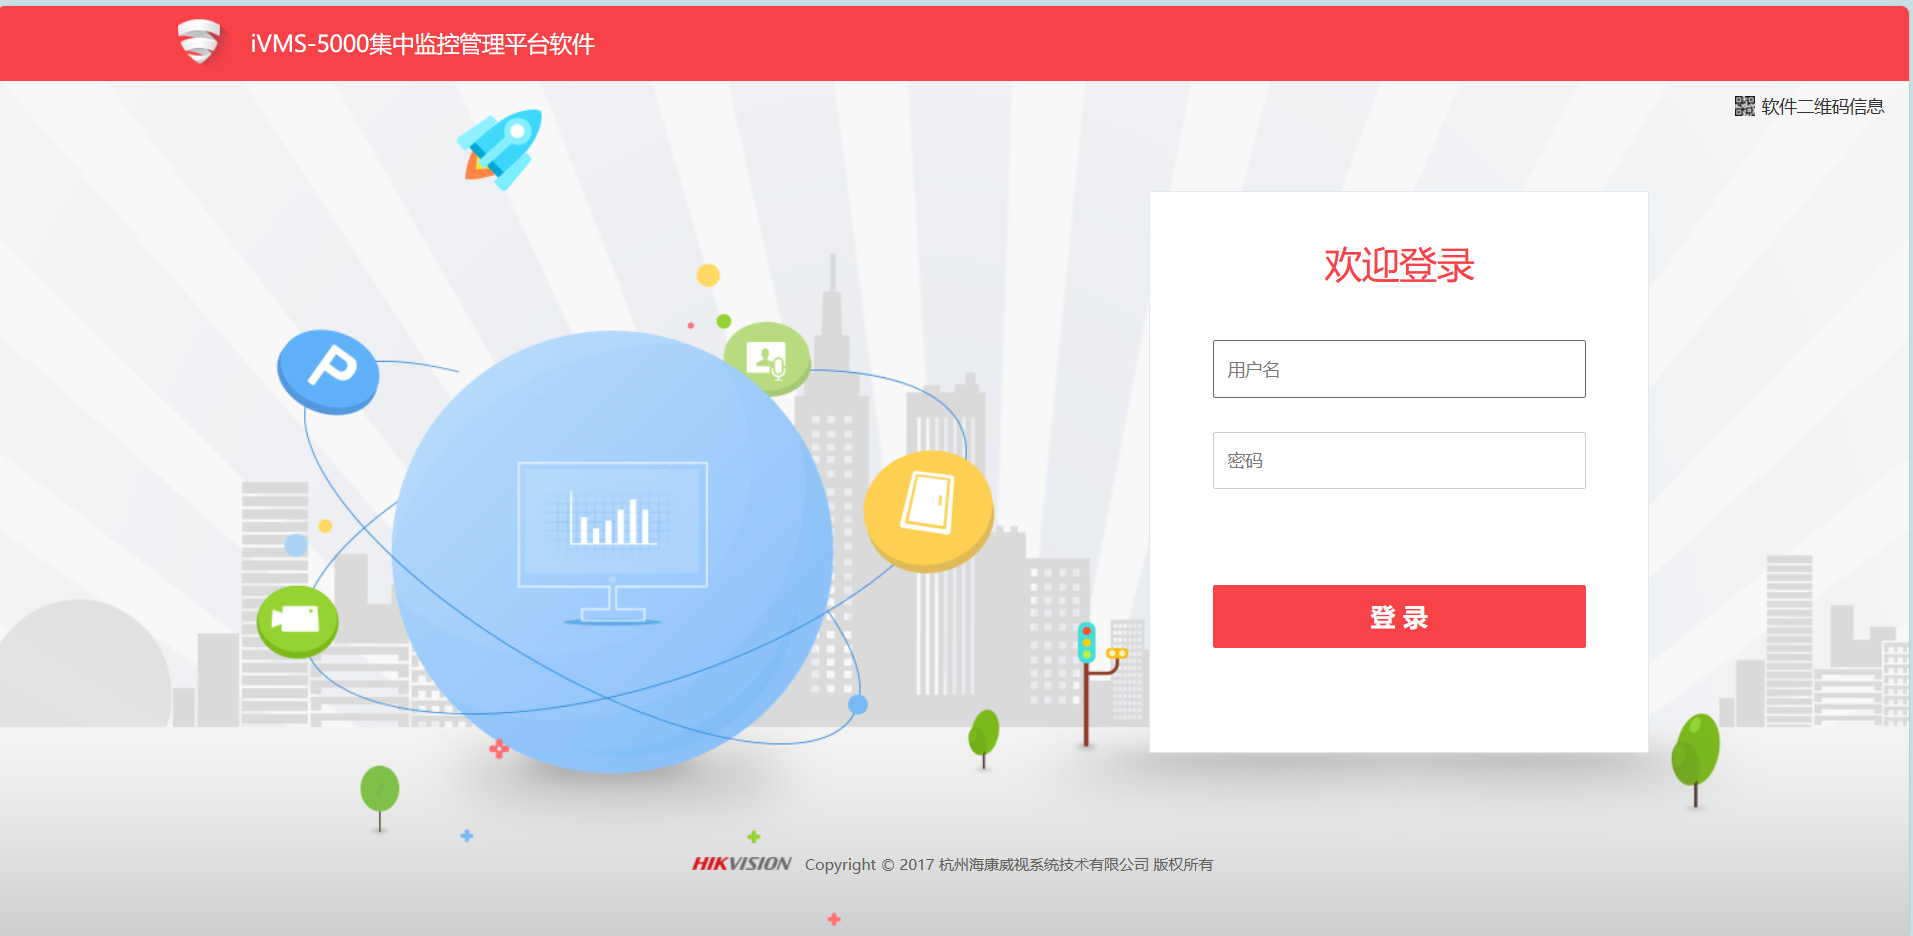 iVMS-5000集中监控管理平台软件
软件二维码信息
欢迎登录
用户名
密码
登 录
HIKVISION Copyright © 2017 杭州海康威视系统技术有限公司 版权所有